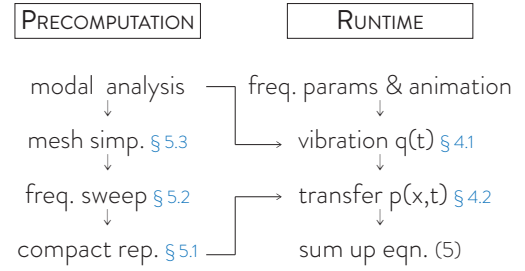 PRECOMPUTATION
modal analysis
mesh simp. § 5.3
freq. sweep § 5.2
compact rep. § 5.1
RUNTIME
freq. params & animation
vibration q(t) § 4.1
transfer p(x,t) § 4.2
sum up eqn. (5)